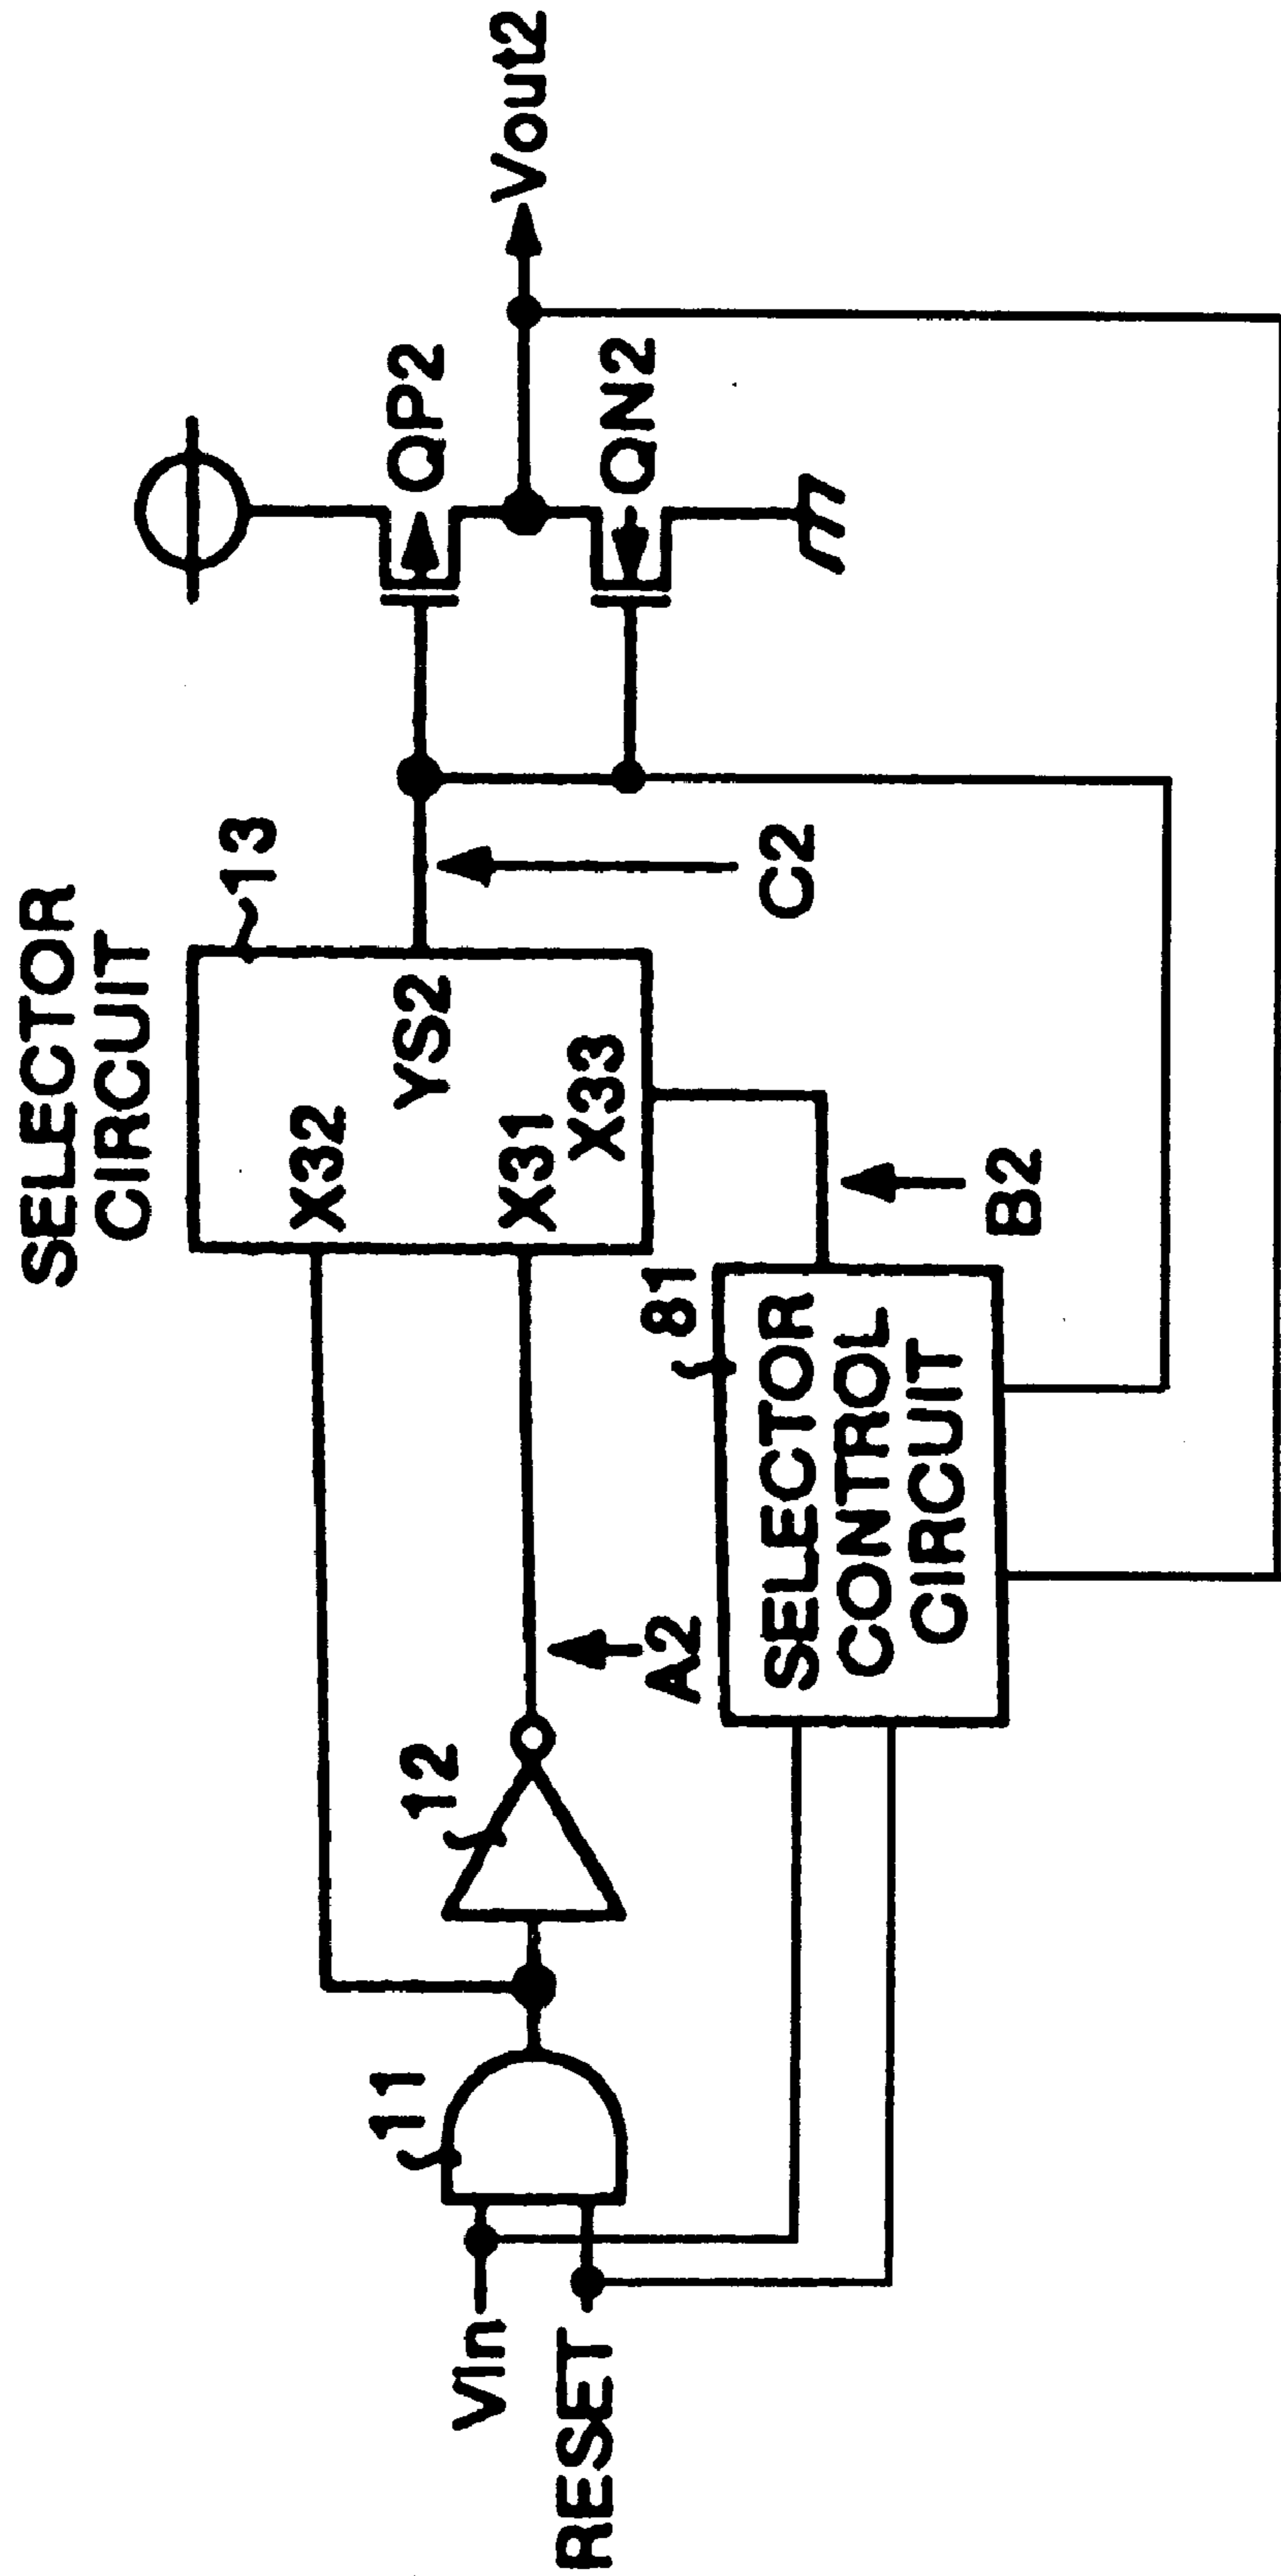 SELECTOR
CIRCUIT
13
X32
YS2
X31
X33
QP2
QN2
Vout2
C2
11
12
A2
Vin
RESET
81
SELECTOR
CONTROL
CIRCUIT
B2